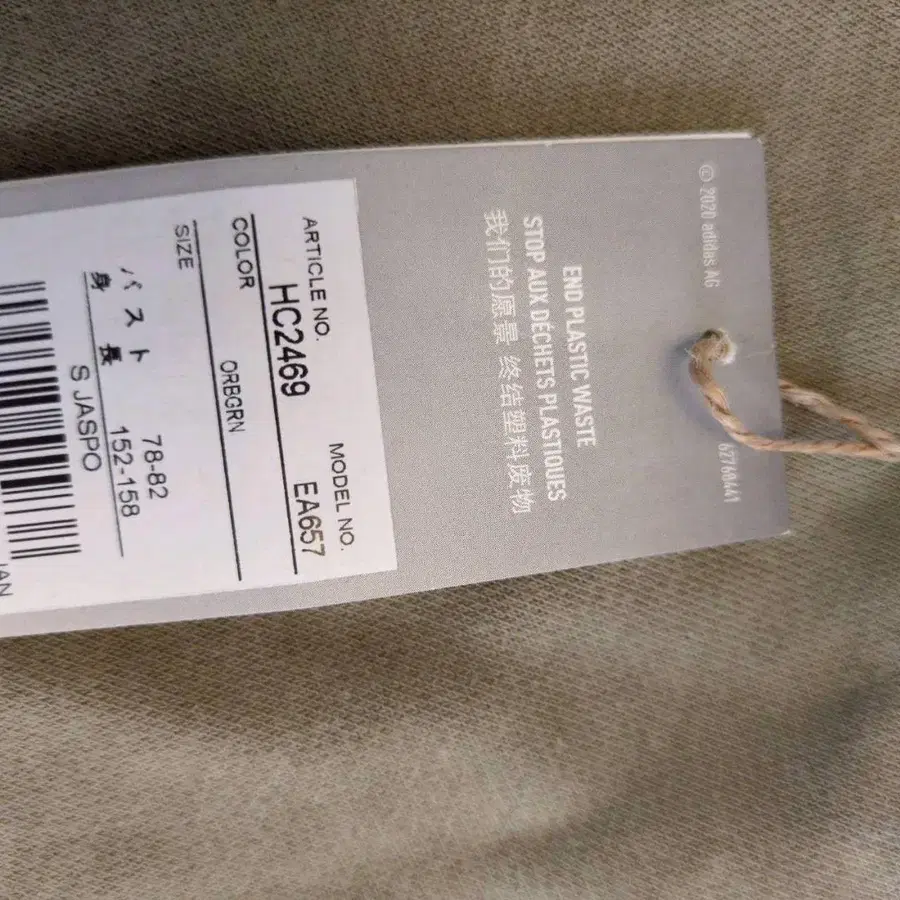 © 2020 adidas AG
62768441
END PLASTIC WASTE
STOP AUX DÉCHETS PLASTIQUES
我们的愿景 终结塑料废物
ARTICLE NO. MODEL NO.
HC2469 EA657
COLOR
ORBGRN
SIZE
バスト 78-82
身長 152-158
S JASPO
JAN